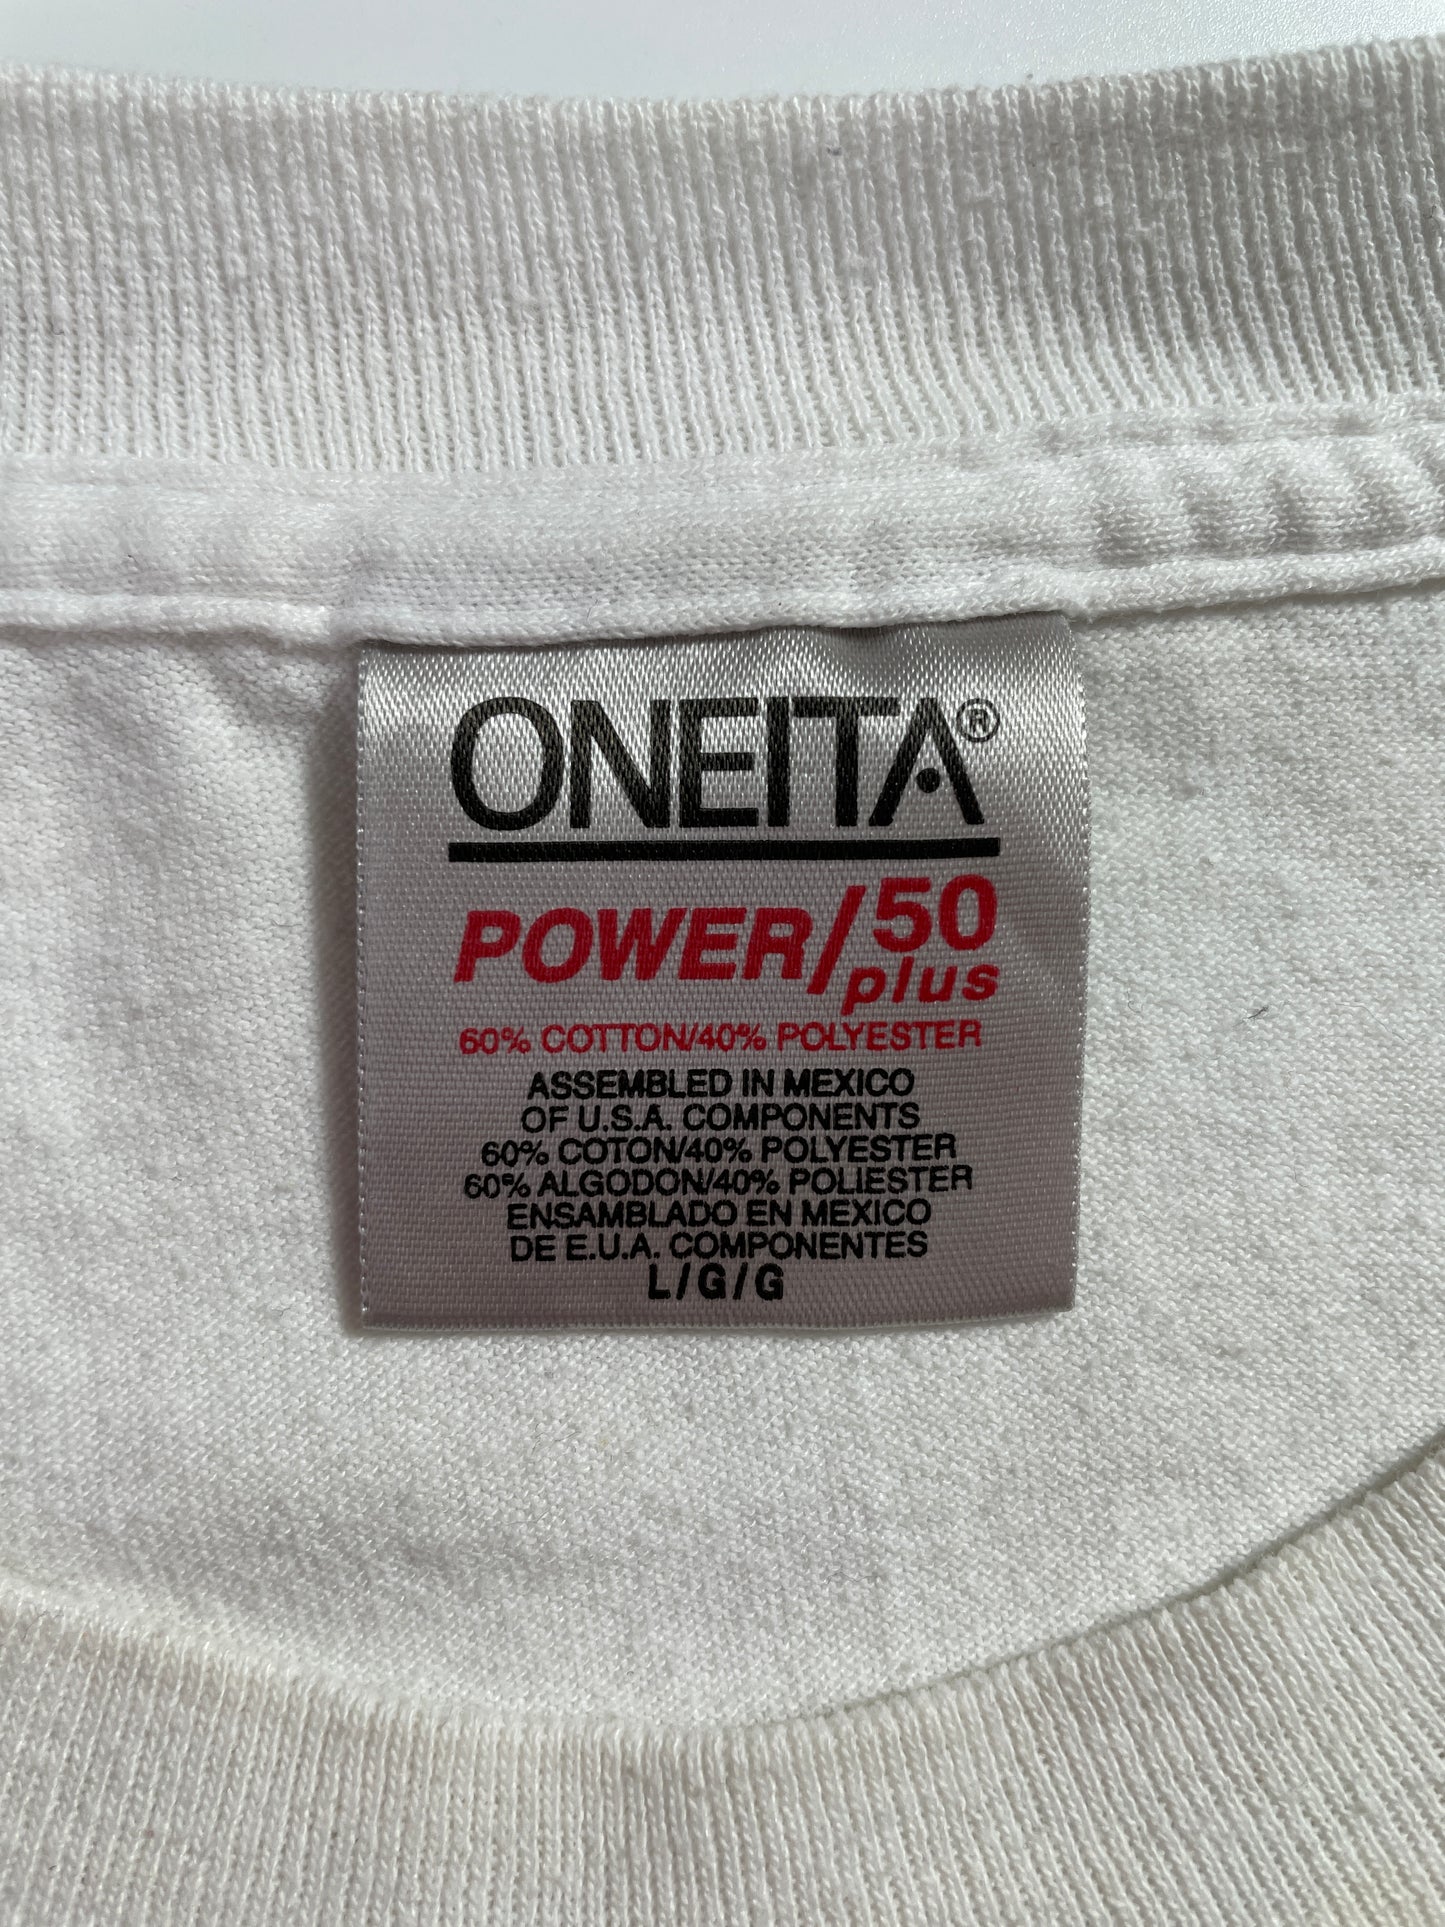 ONEITA®
POWER/50
plus
60% COTTON/40% POLYESTER
ASSEMBLED IN MEXICO
OF U.S.A. COMPONENTS
60% COTON/40% POLYESTER
60% ALGODON/40% POLIESTER
ENSAMBLADO EN MEXICO
DE E.U.A. COMPONENTES
L/G/G